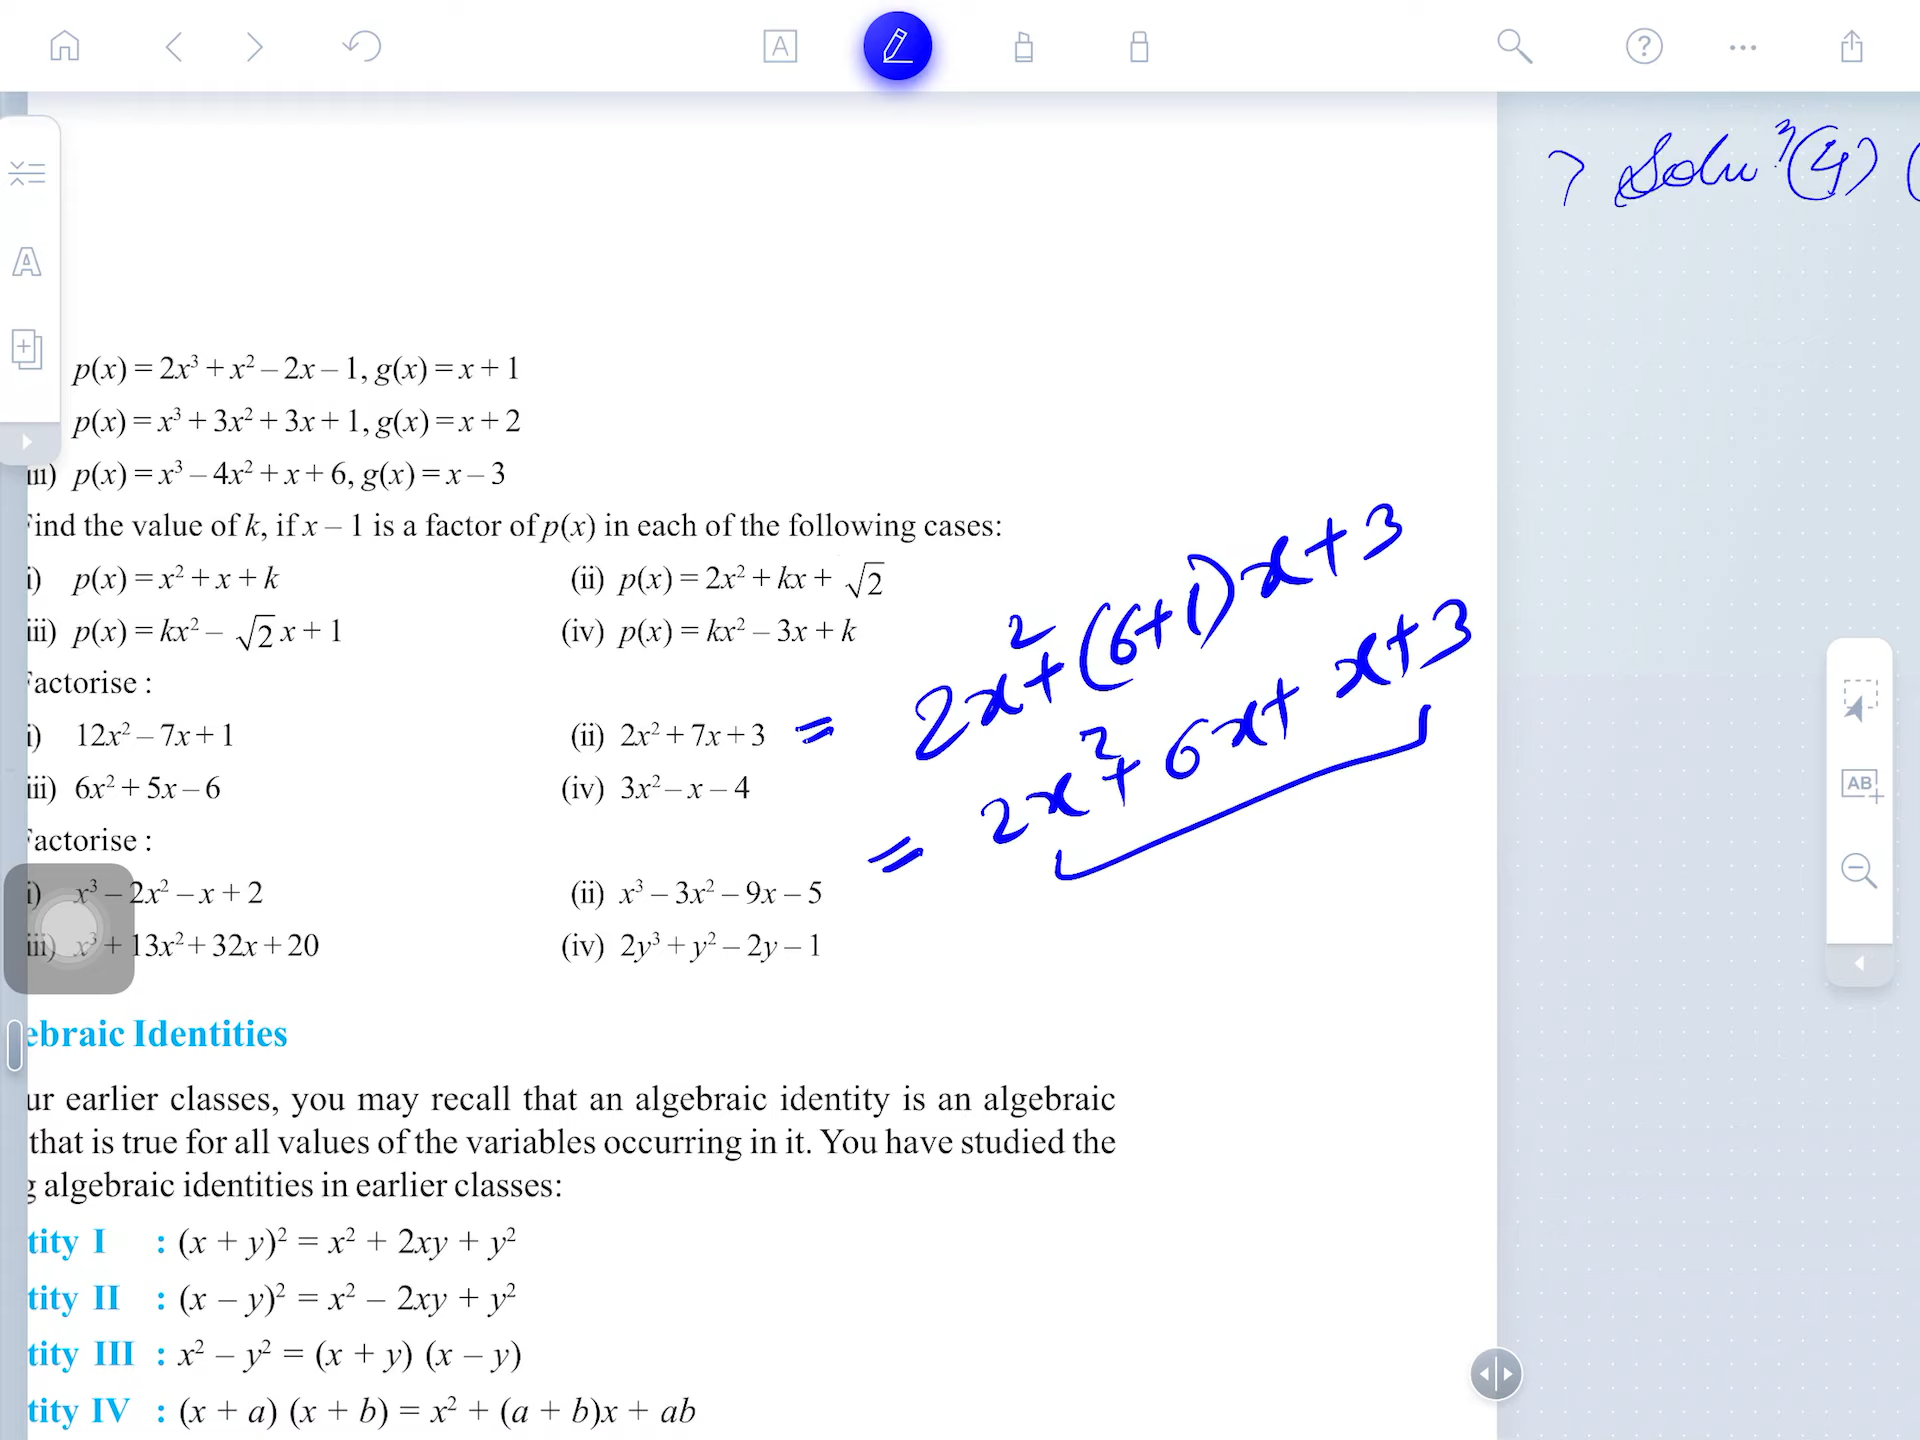 > Solu³(4) (
p(x) = 2x³ + x² – 2x – 1, g(x) = x + 1
p(x) = x³ + 3x² + 3x + 1, g(x) = x + 2
iii) p(x) = x³ – 4x² + x + 6, g(x) = x – 3
Find the value of k, if x – 1 is a factor of p(x) in each of the following cases:
i) p(x) = x² + x + k (ii) p(x) = 2x² + kx + √2
iii) p(x) = kx² – √2 x + 1 (iv) p(x) = kx² – 3x + k
Factorise :
i) 12x² – 7x + 1 (ii) 2x² + 7x + 3
iii) 6x² + 5x – 6 (iv) 3x² – x – 4
= 2x² + (6+1)x + 3
= 2x² + 6x + x + 3
Factorise :
i) x³ – 2x² – x + 2 (ii) x³ – 3x² – 9x – 5
iii) x³ + 13x² + 32x + 20 (iv) 2y³ + y² – 2y – 1
ebraic Identities
ur earlier classes, you may recall that an algebraic identity is an algebraic
that is true for all values of the variables occurring in it. You have studied the
g algebraic identities in earlier classes:
tity I : (x + y)² = x² + 2xy + y²
tity II : (x – y)² = x² – 2xy + y²
tity III : x² – y² = (x + y) (x – y)
tity IV : (x + a) (x + b) = x² + (a + b)x + ab